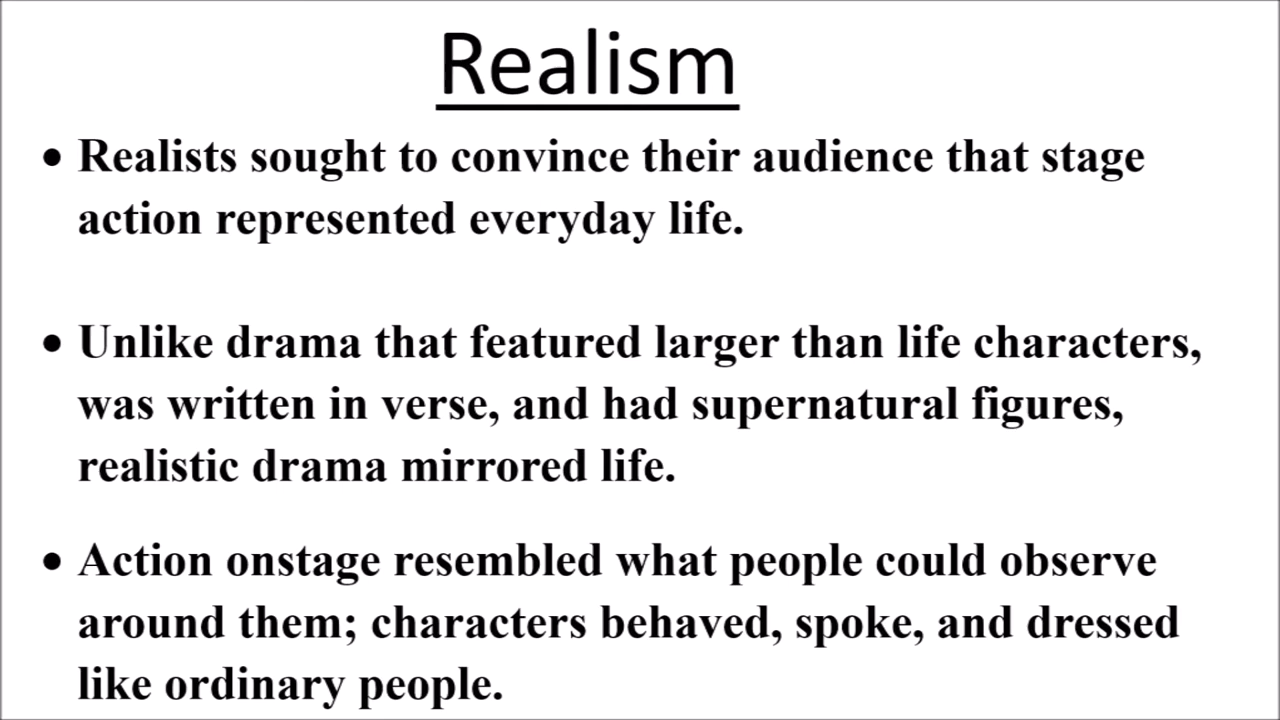 Realism
• Realists sought to convince their audience that stage
action represented everyday life.
• Unlike drama that featured larger than life characters,
was written in verse, and had supernatural figures,
realistic drama mirrored life.
• Action onstage resembled what people could observe
around them; characters behaved, spoke, and dressed
like ordinary people.